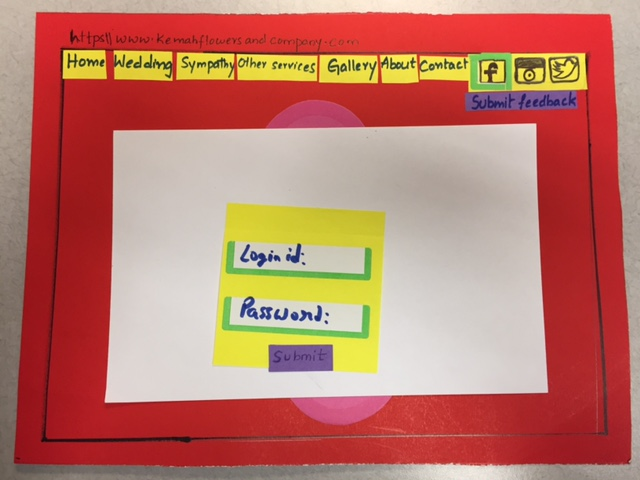 https\\www.kemahflowersandcompany.com
Home Wedding Sympathy Other services Gallery About Contact f
Submit feedback
Login id:
Password:
Submit